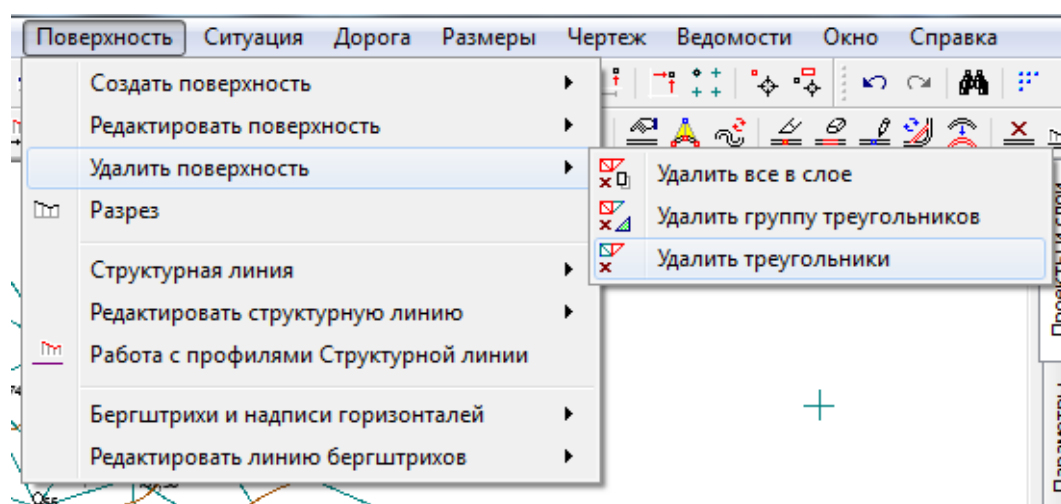 Поверхность Ситуация Дорога Размеры Чертеж Ведомости Окно Справка
Создать поверхность
Редактировать поверхность
Удалить поверхность
Удалить все в слое
Удалить группу треугольников
Удалить треугольники
Разрез
Структурная линия
Редактировать структурную линию
Работа с профилями Структурной линии
Бергштрихи и надписи горизонталей
Редактировать линию бергштрихов